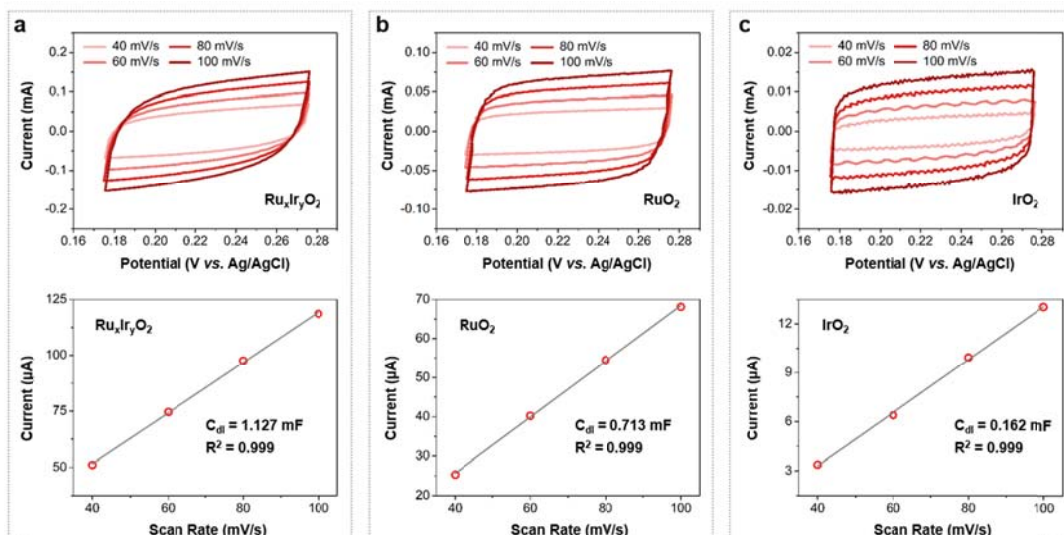 a
40 mV/s 80 mV/s
60 mV/s 100 mV/s
Current (mA)
0.2
0.1
0.0
-0.1
-0.2
RuxIryO2
0.16 0.18 0.20 0.22 0.24 0.26 0.28
Potential (V vs. Ag/AgCl)
b
40 mV/s 80 mV/s
60 mV/s 100 mV/s
Current (mA)
0.10
0.05
0.00
-0.05
-0.10
RuO2
0.16 0.18 0.20 0.22 0.24 0.26 0.28
Potential (V vs. Ag/AgCl)
c
40 mV/s 80 mV/s
60 mV/s 100 mV/s
Current (mA)
0.02
0.01
0.00
-0.01
-0.02
IrO2
0.16 0.18 0.20 0.22 0.24 0.26 0.28
Potential (V vs. Ag/AgCl)
RuxIryO2
Current (μA)
125
100
75
50
Cdl = 1.127 mF
R2 = 0.999
40 60 80 100
Scan Rate (mV/s)
RuO2
Current (μA)
70
60
50
40
30
20
Cdl = 0.713 mF
R2 = 0.999
40 60 80 100
Scan Rate (mV/s)
IrO2
Current (μA)
12
9
6
3
Cdl = 0.162 mF
R2 = 0.999
40 60 80 100
Scan Rate (mV/s)